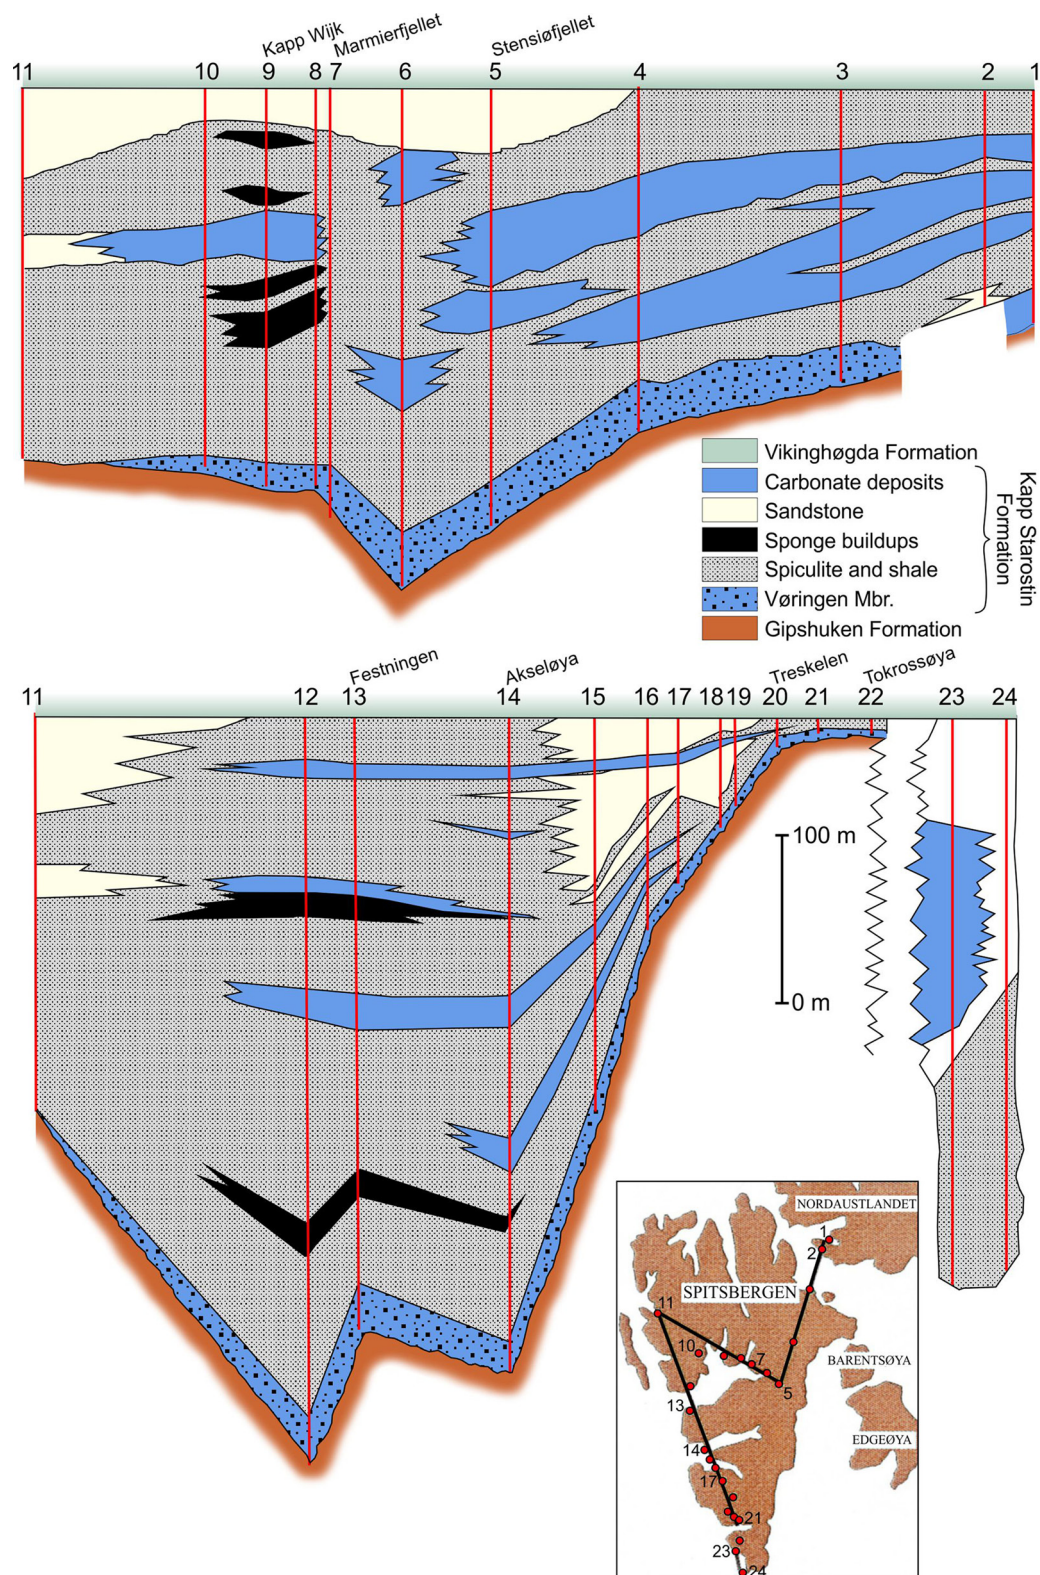 Kapp Wijk
Marmierfjellet
Stensiøfjellet
11 10 9 8 7 6 5 4 3 2 1
Vikinghøgda Formation
Carbonate deposits
Sandstone
Sponge buildups
Spiculite and shale
Vøringen Mbr.
Gipshuken Formation
Kapp Starostin
Formation
Festningen
Akseløya
Treskelen
Tokrossøya
11 12 13 14 15 16 17 18 19 20 21 22 23 24
100 m
0 m
NORDAUSTLANDET
1
2
SPITSBERGEN
11
10
7
BARENTSØYA
5
13
EDGEØYA
14
17
21
23
24